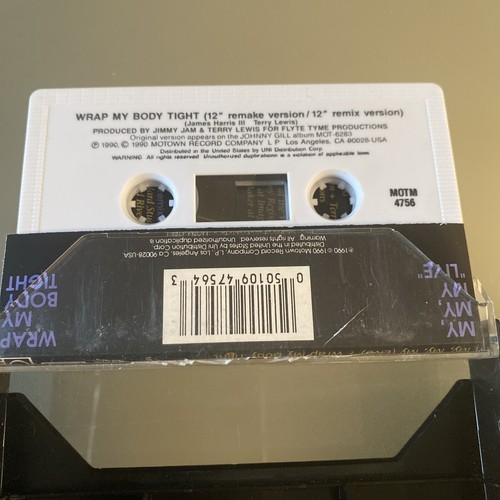 WRAP MY BODY TIGHT (12" remake version/12" remix version)
(James Harris III Terry Lewis)
PRODUCED BY JIMMY JAM & TERRY LEWIS FOR FLYTE TYME PRODUCTIONS
Original version appears on the JOHNNY GILL album MOT-6283
℗ 1990, © 1990 MOTOWN RECORD COMPANY L P Los Angeles, CA 90028-USA
Distributed in the United States by UNI Distribution Corp.
WARNING: All rights reserved. Unauthorized duplication is a violation of applicable laws
MOTM
4756
℗ 1990 © 1990 Motown Record Company, L.P., Los Angeles, Ca 90028-USA
Distributed in the United States by Uni Distribution Corp.
Warning: All rights reserved. Unauthorized duplication is
0 50109 47564 3
WRAP
MY
BODY
TIGHT
MY,
MY,
MY
"LIVE"